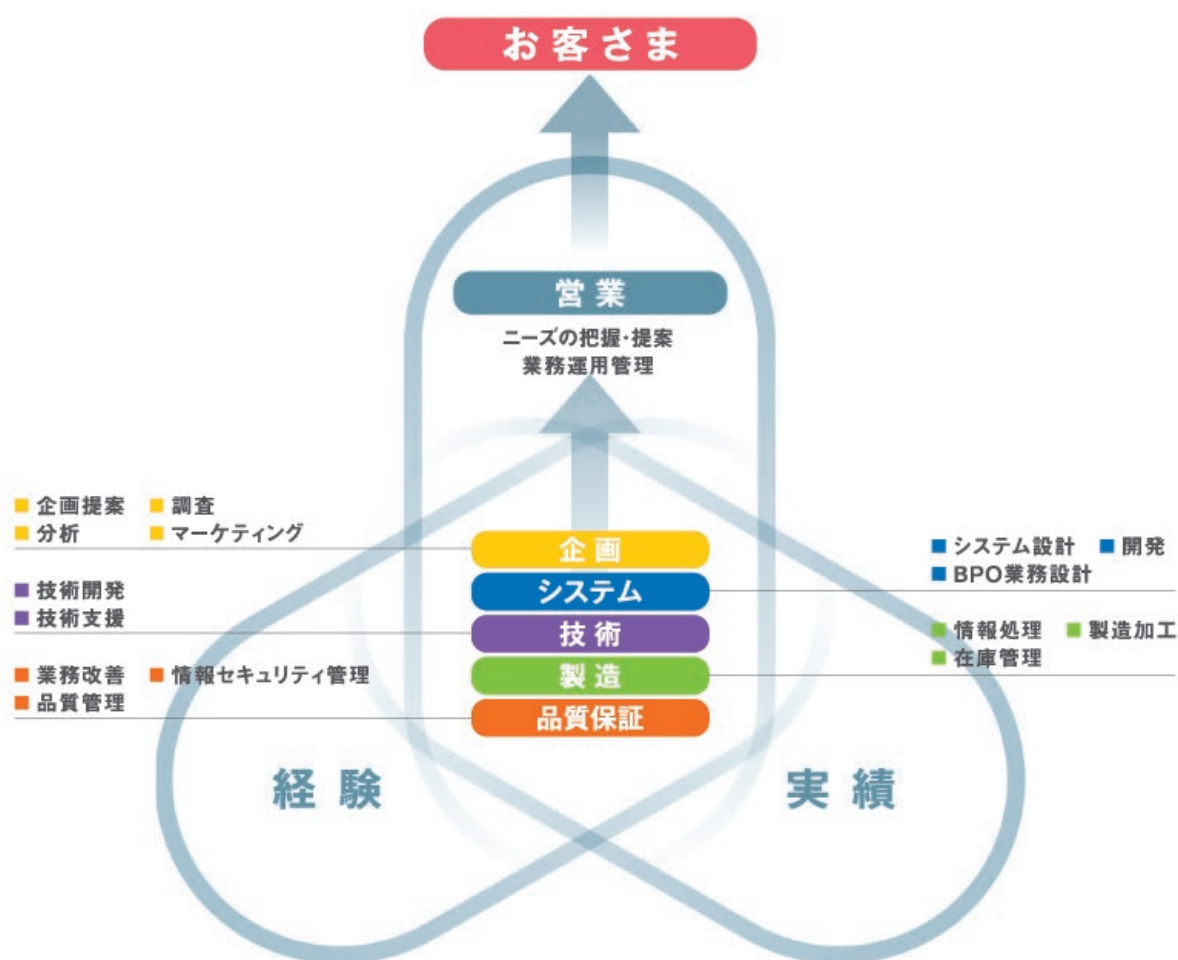 お客さま
営業
ニーズの把握・提案
業務運用管理
■ 企画提案 ■ 調査
■ 分析 ■ マーケティング
企画
■ システム設計 ■ 開発
■ BPO業務設計
システム
■ 技術開発
■ 技術支援
技術
■ 情報処理 ■ 製造加工
■ 在庫管理
製造
■ 業務改善 ■ 情報セキュリティ管理
■ 品質管理
品質保証
経験
実績